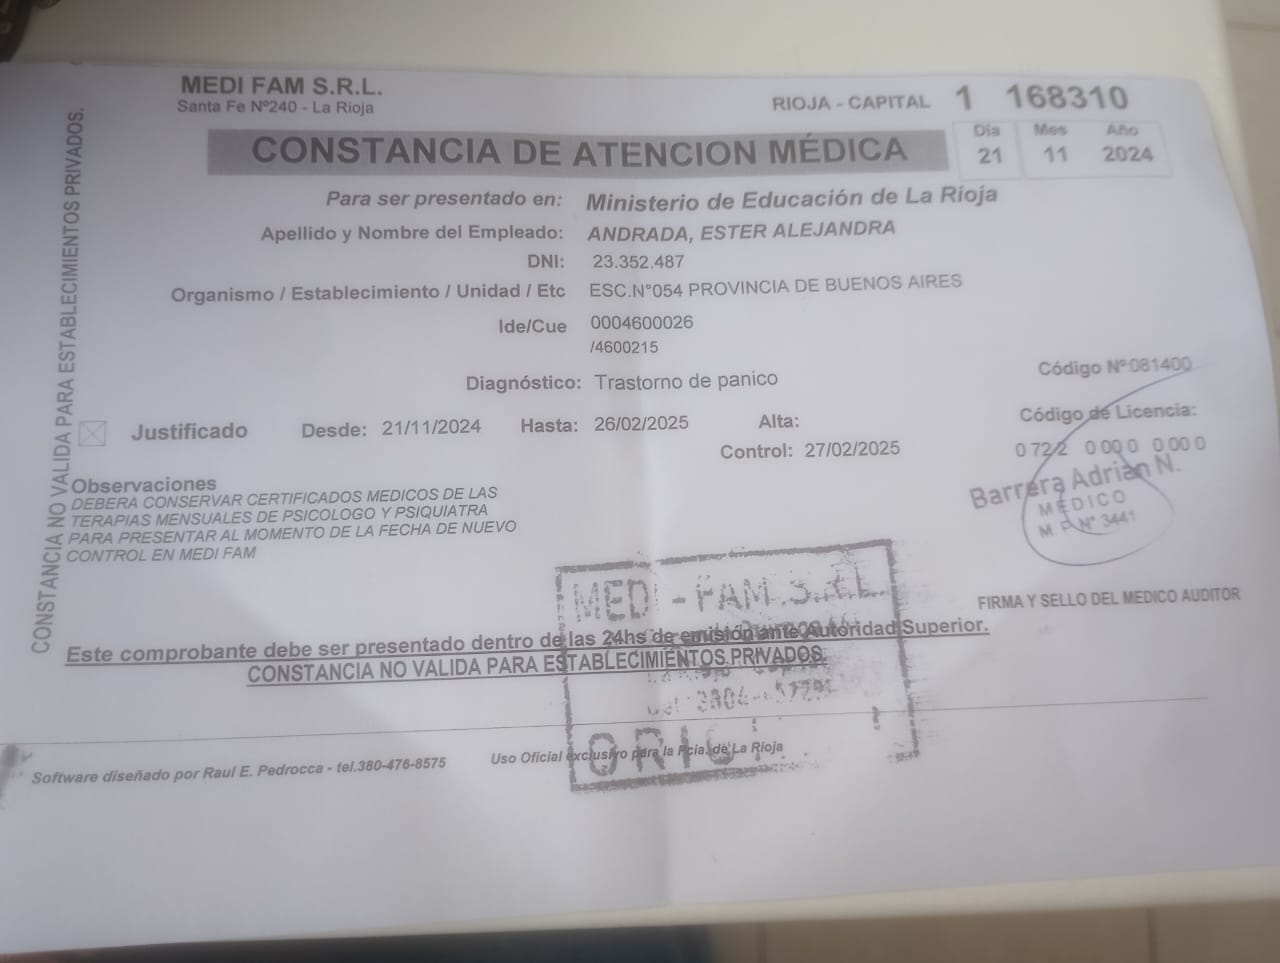 MEDI FAM S.R.L.
Santa Fe Nº240 - La Rioja
RIOJA - CAPITAL 1 168310
CONSTANCIA DE ATENCION MÉDICA
Día Mes Año
21 11 2024
Para ser presentado en: Ministerio de Educación de La Rioja
Apellido y Nombre del Empleado: ANDRADA, ESTER ALEJANDRA
DNI: 23.352.487
Organismo / Establecimiento / Unidad / Etc ESC.N°054 PROVINCIA DE BUENOS AIRES
Ide/Cue 0004600026
/4600215
Diagnóstico: Trastorno de panico
Código Nº:081400
Justificado Desde: 21/11/2024 Hasta: 26/02/2025 Alta:
Código de Licencia:
Control: 27/02/2025
0 72/2 0 00 0 0 00 0
Barrera Adrián N.
MEDICO
M. P. N° 3441
Observaciones
DEBERA CONSERVAR CERTIFICADOS MEDICOS DE LAS
TERAPIAS MENSUALES DE PSICOLOGO Y PSIQUIATRA
PARA PRESENTAR AL MOMENTO DE LA FECHA DE NUEVO
CONTROL EN MEDI FAM
FIRMA Y SELLO DEL MEDICO AUDITOR
MEDI - FAM. S.R.L.
Este comprobante debe ser presentado dentro de las 24hs de emisión ante Autoridad Superior.
CONSTANCIA NO VALIDA PARA ESTABLECIMIENTOS PRIVADOS.
Software diseñado por Raul E. Pedrocca - tel.380-476-8575
Uso Oficial exclusivo para la Pcia. de La Rioja
CONSTANCIA NO VALIDA PARA ESTABLECIMIENTOS PRIVADOS.